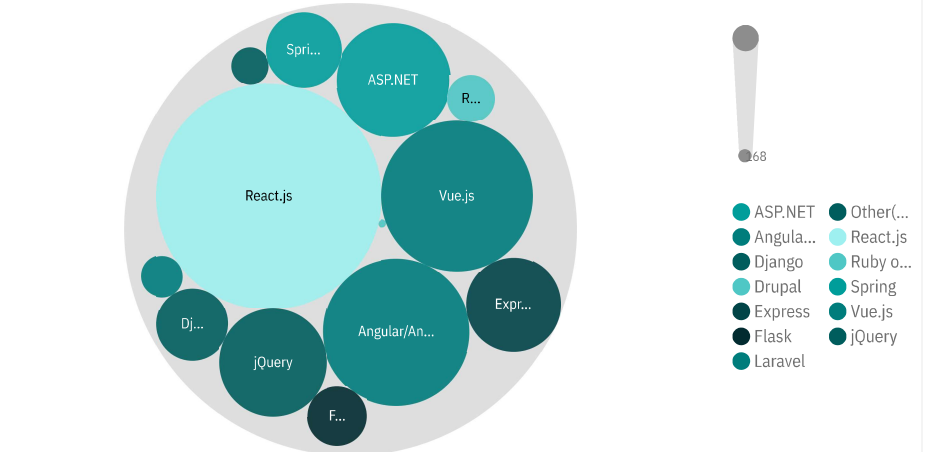 Spri...
ASP.NET
R...
React.js
Vue.js
Dj...
jQuery
Angular/An...
Expr...
F...
ASP.NET
Angula...
Django
Drupal
Express
Flask
Laravel
Other(...
React.js
Ruby o...
Spring
Vue.js
jQuery